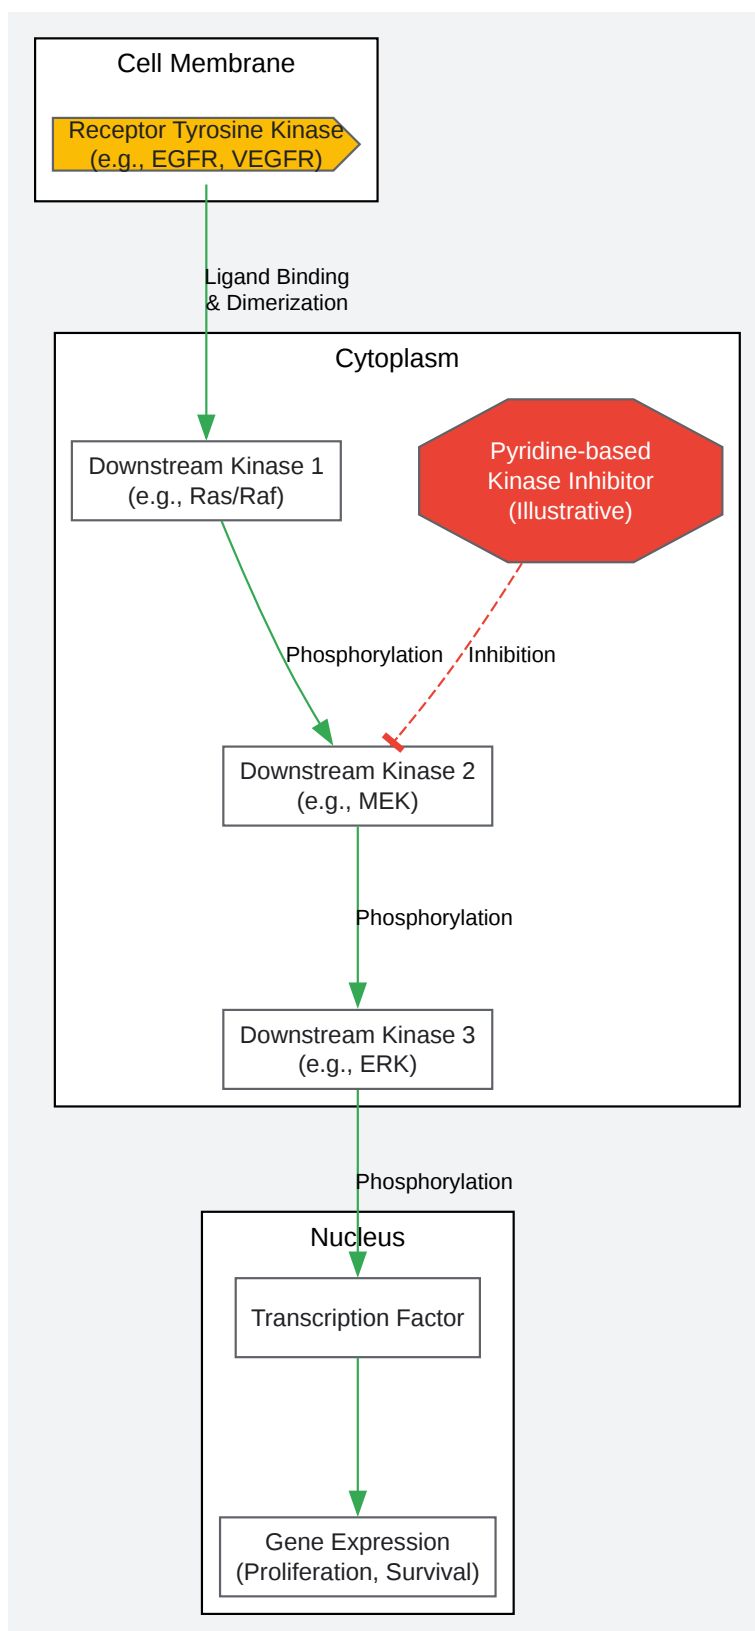 Cell Membrane
Receptor Tyrosine Kinase
(e.g., EGFR, VEGFR)
Ligand Binding
& Dimerization
Cytoplasm
Downstream Kinase 1
(e.g., Ras/Raf)
Pyridine-based
Kinase Inhibitor
(Illustrative)
Phosphorylation
Inhibition
Downstream Kinase 2
(e.g., MEK)
Phosphorylation
Downstream Kinase 3
(e.g., ERK)
Phosphorylation
Nucleus
Transcription Factor
Gene Expression
(Proliferation, Survival)